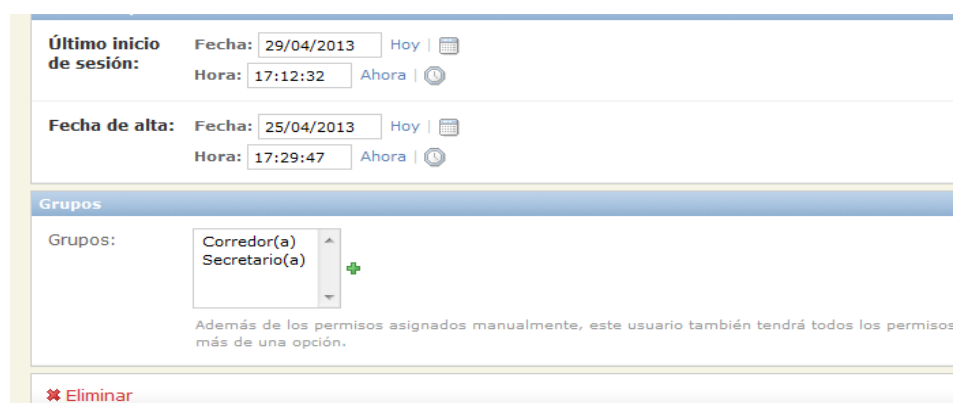 Último inicio de sesión:
Fecha: 29/04/2013 Hoy |
Hora: 17:12:32 Ahora |
Fecha de alta: Fecha: 25/04/2013 Hoy |
Hora: 17:29:47 Ahora |
Grupos
Grupos:
Corredor(a)
Secretario(a)
Además de los permisos asignados manualmente, este usuario también tendrá todos los permisos
más de una opción.
Eliminar